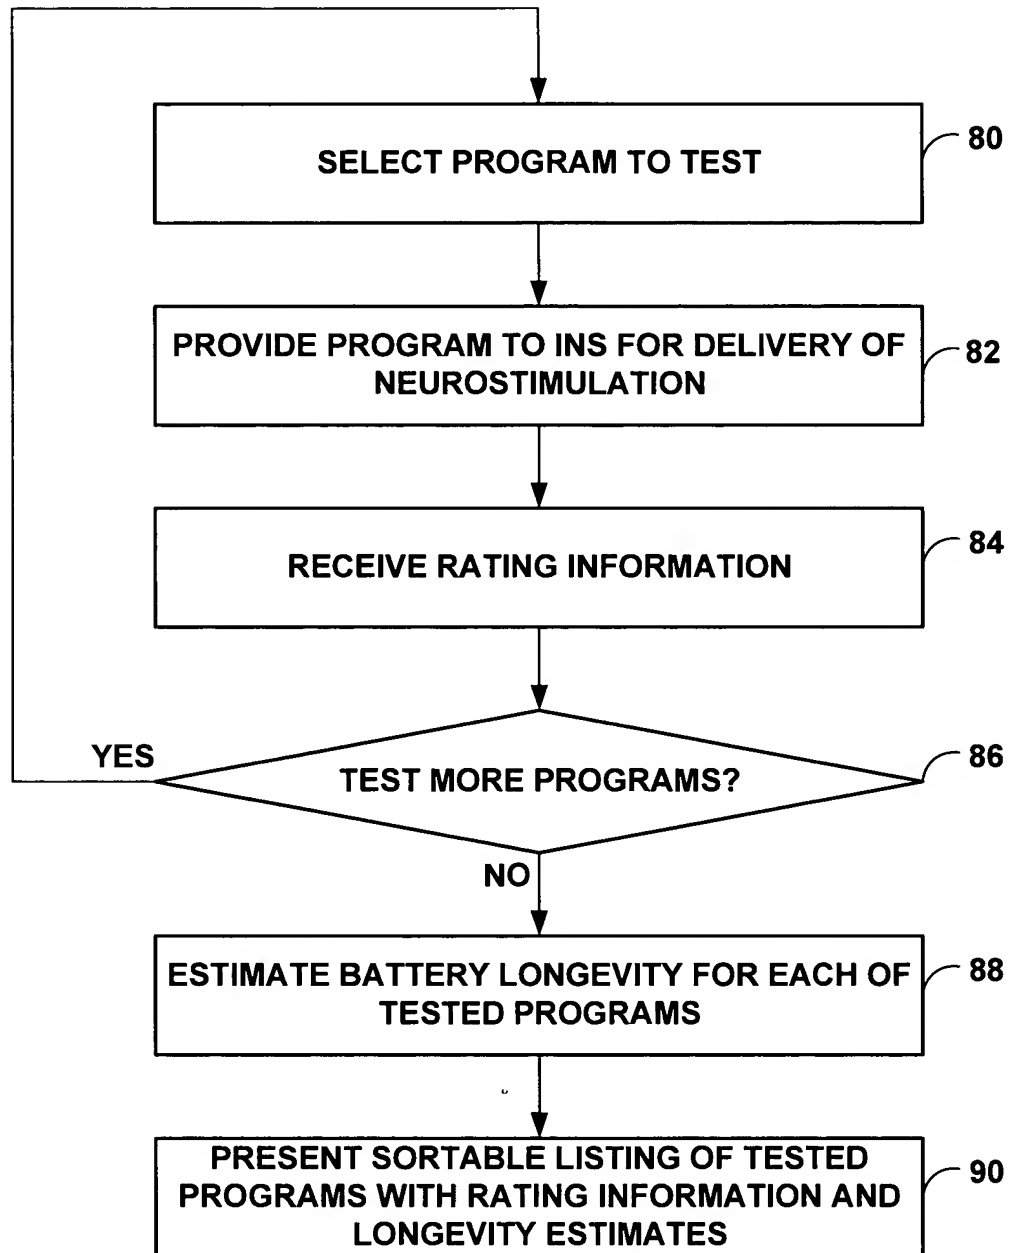 SELECT PROGRAM TO TEST
80
PROVIDE PROGRAM TO INS FOR DELIVERY OF
NEUROSTIMULATION
82
RECEIVE RATING INFORMATION
84
YES
TEST MORE PROGRAMS?
86
NO
ESTIMATE BATTERY LONGEVITY FOR EACH OF
TESTED PROGRAMS
88
PRESENT SORTABLE LISTING OF TESTED
PROGRAMS WITH RATING INFORMATION AND
LONGEVITY ESTIMATES
90